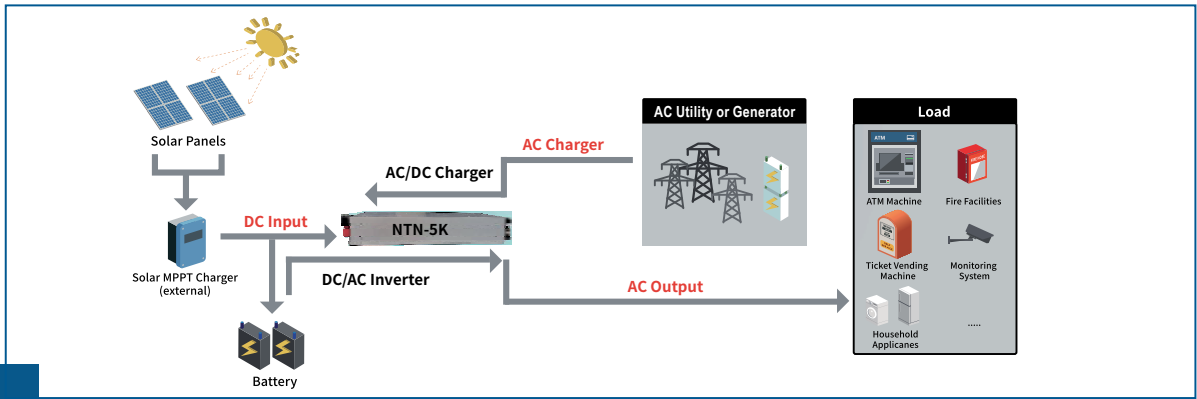 Solar Panels
AC Charger
AC/DC Charger
AC Utility or Generator
Load
ATM
ATM Machine
Fire Facilities
DC Input
NTN-5K
Solar MPPT Charger
(external)
DC/AC Inverter
AC Output
Ticket Vending
Machine
Monitoring
System
Household
Applicanes
.....
Battery